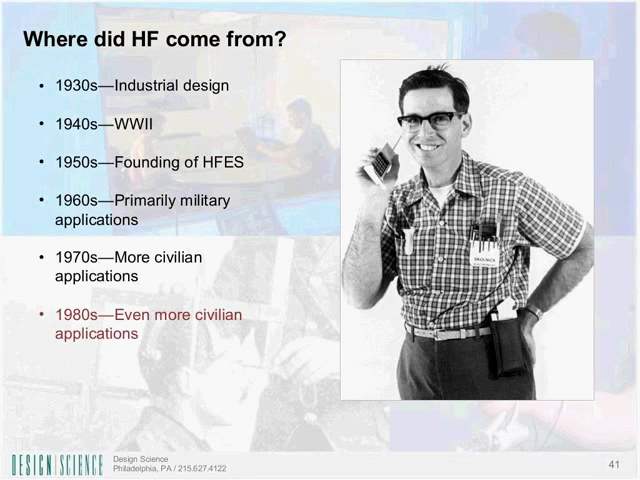 Where did HF come from?
• 1930s—Industrial design
• 1940s—WWII
• 1950s—Founding of HFES
• 1960s—Primarily military
applications
• 1970s—More civilian
applications
• 1980s—Even more civilian
applications
DESIGN SCIENCE
Design Science
Philadelphia, PA / 215.627.4122
41